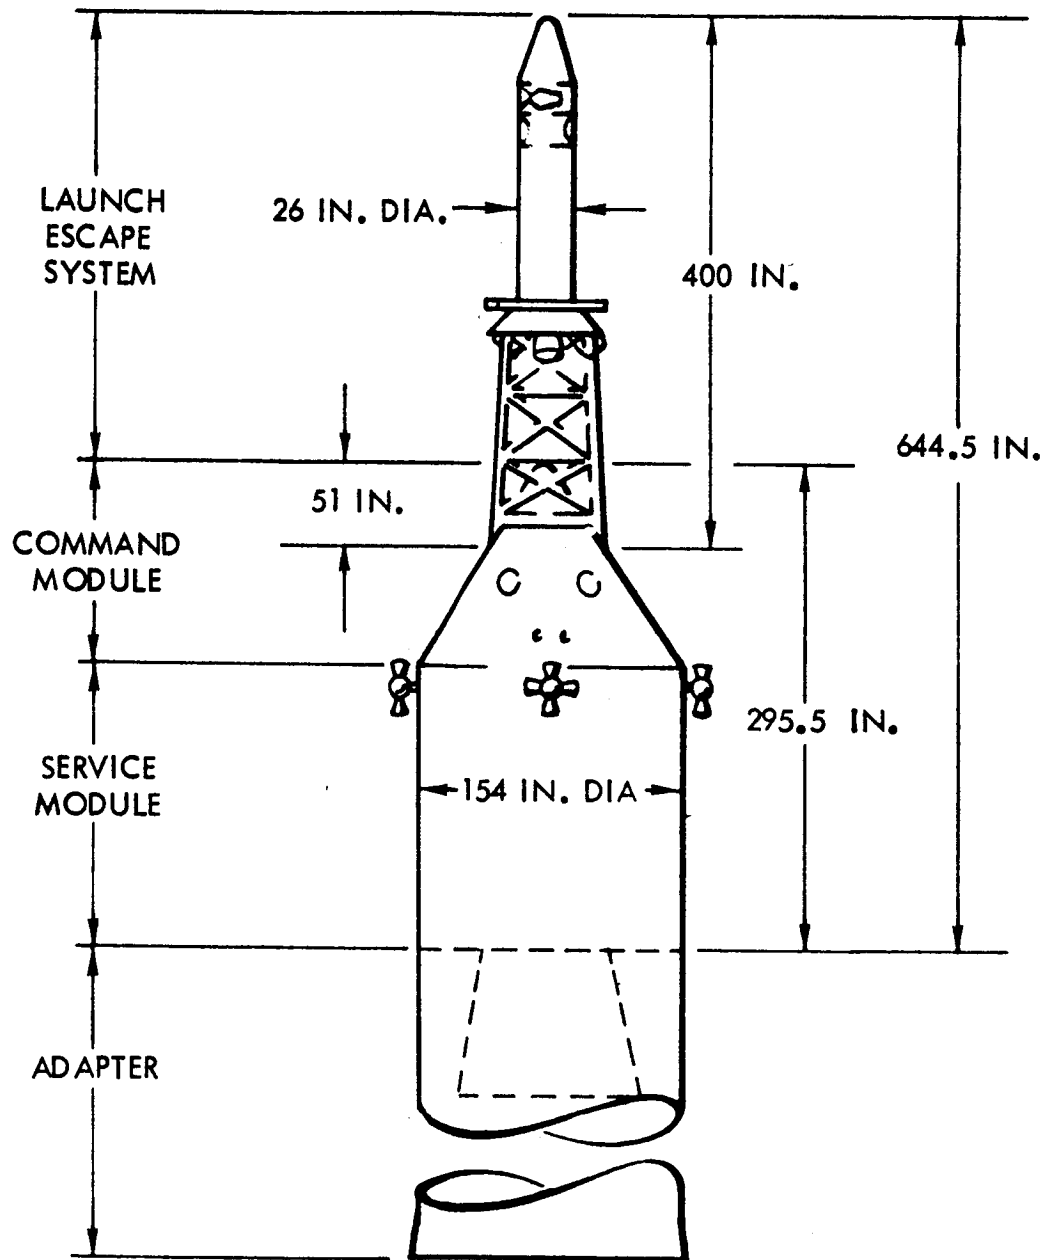 LAUNCH
ESCAPE
SYSTEM
26 IN. DIA.
400 IN.
644.5 IN.
51 IN.
COMMAND
MODULE
295.5 IN.
SERVICE
MODULE
154 IN. DIA
ADAPTER